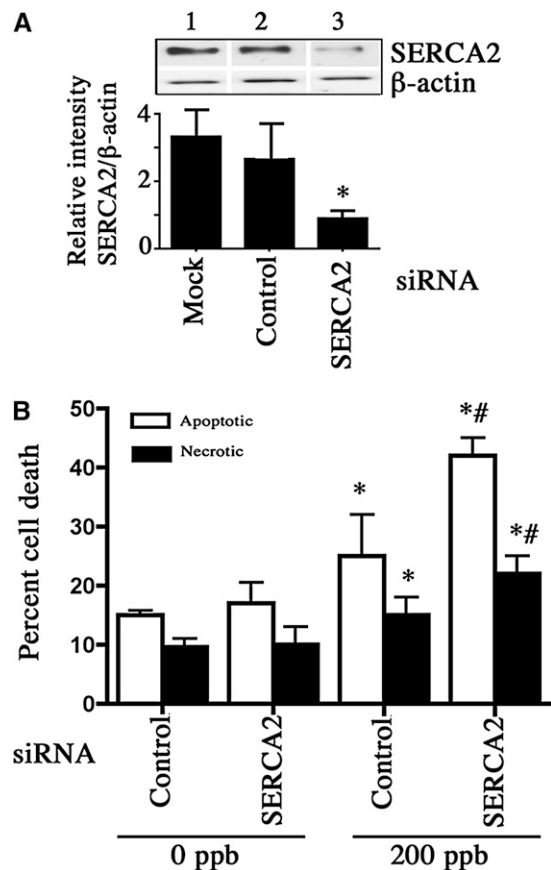 A
1 2 3
SERCA2
β-actin
Relative intensity
SERCA2/β-actin
4
2
0
*
Mock
Control
SERCA2
siRNA
B
Percent cell death
50
40
30
20
10
0
Apoptotic
Necrotic
*
*
*#
*#
siRNA
Control
SERCA2
Control
SERCA2
0 ppb
200 ppb